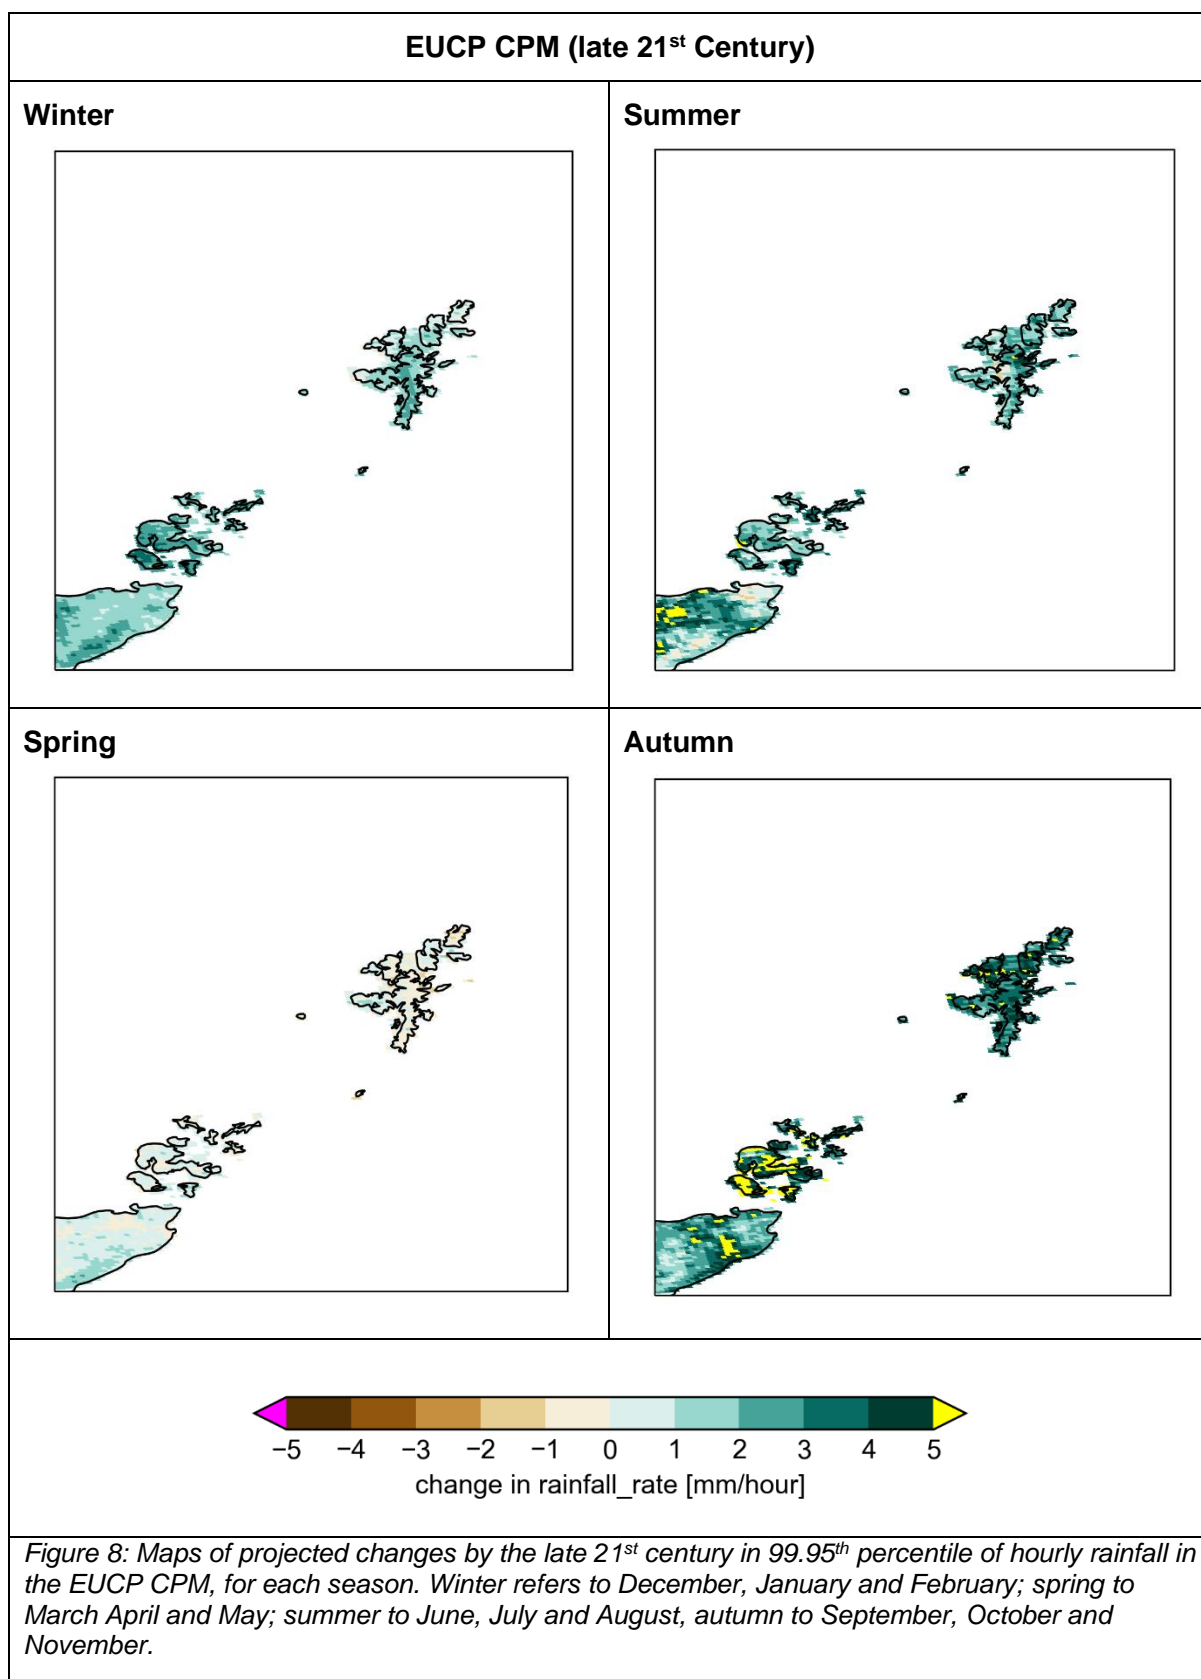 EUCP CPM (late 21st Century)
Winter
Summer
Spring
Autumn
−5 −4 −3 −2 −1 0 1 2 3 4 5
change in rainfall_rate [mm/hour]
Figure 8: Maps of projected changes by the late 21st century in 99.95th percentile of hourly rainfall in
the EUCP CPM, for each season. Winter refers to December, January and February; spring to
March April and May; summer to June, July and August, autumn to September, October and
November.